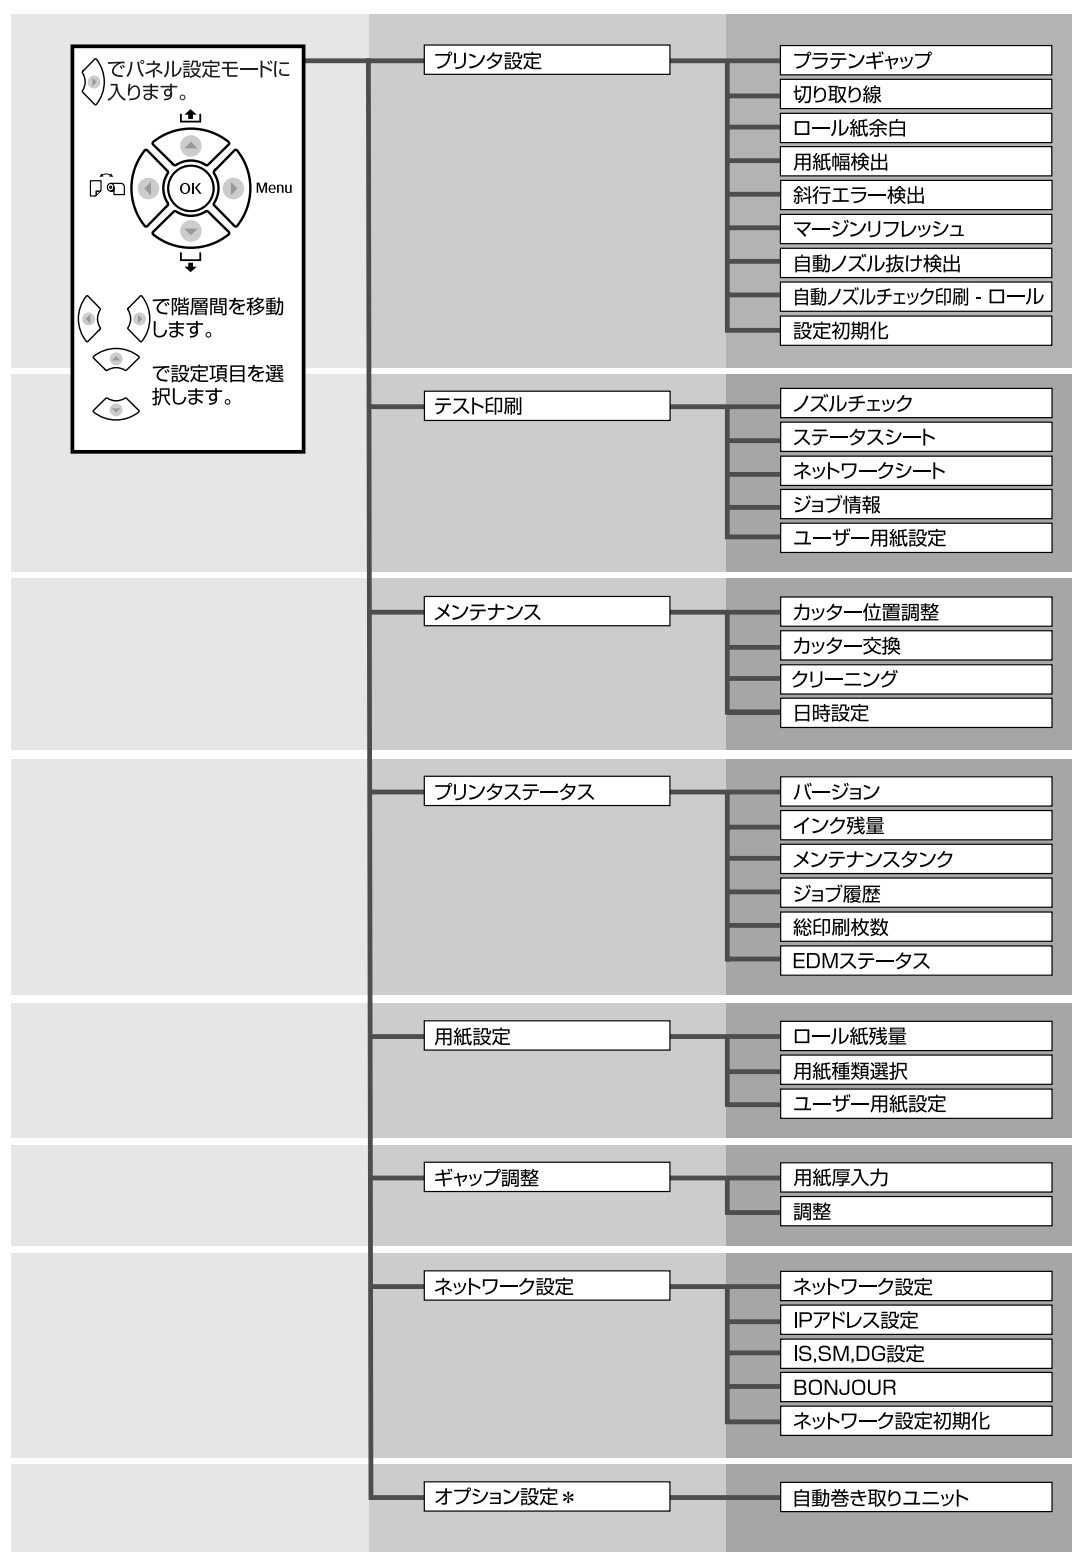 でパネル設定モードに
入ります。
OK
Menu
で階層間を移動
します。
で設定項目を選
択します。
プリンタ設定
プラテンギャップ
切り取り線
ロール紙余白
用紙幅検出
斜行エラー検出
マージンリフレッシュ
自動ノズル抜け検出
自動ノズルチェック印刷 - ロール
設定初期化
テスト印刷
ノズルチェック
ステータスシート
ネットワークシート
ジョブ情報
ユーザー用紙設定
メンテナンス
カッター位置調整
カッター交換
クリーニング
日時設定
プリンタステータス
バージョン
インク残量
メンテナンスタンク
ジョブ履歴
総印刷枚数
EDMステータス
用紙設定
ロール紙残量
用紙種類選択
ユーザー用紙設定
ギャップ調整
用紙厚入力
調整
ネットワーク設定
ネットワーク設定
IPアドレス設定
IS,SM,DG設定
BONJOUR
ネットワーク設定初期化
オプション設定*
自動巻き取りユニット